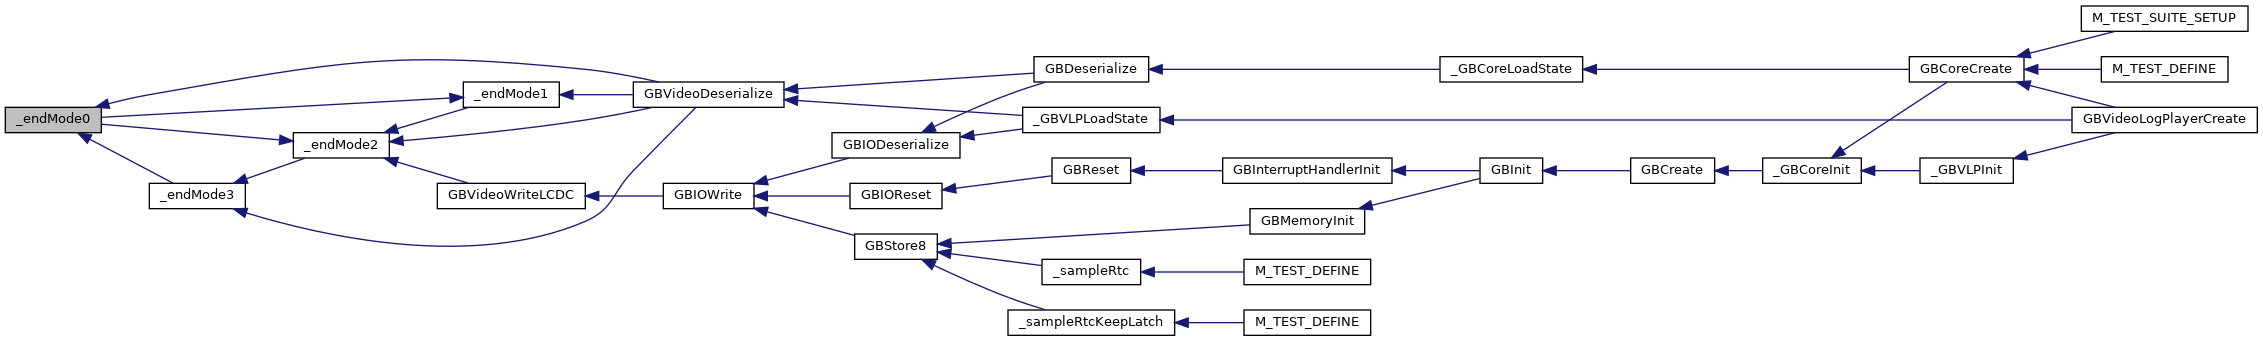 M_TEST_SUITE_SETUP
GBDeserialize
_GBCoreLoadState
GBCoreCreate
M_TEST_DEFINE
_endMode1
GBVideoDeserialize
_endMode0
_GBVLPLoadState
GBVideoLogPlayerCreate
_endMode2
GBIODeserialize
GBReset
GBInterruptHandlerInit
GBInit
GBCreate
_GBCoreInit
_GBVLPInit
_endMode3
GBVideoWriteLCDC
GBIOWrite
GBIOReset
GBMemoryInit
GBStore8
_sampleRtc
M_TEST_DEFINE
_sampleRtcKeepLatch
M_TEST_DEFINE